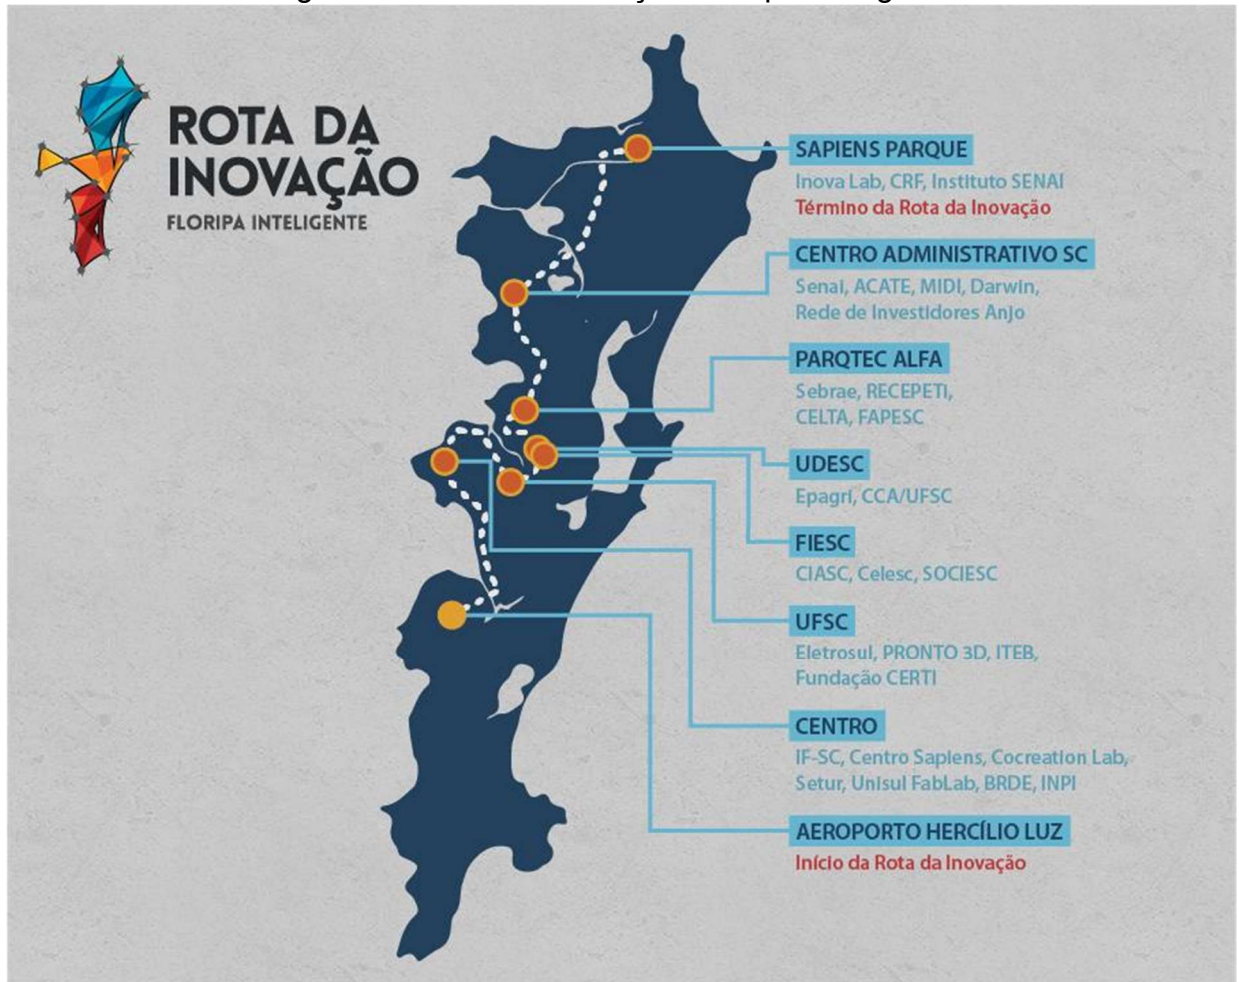 ROTA DA
INOVAÇÃO
FLORIPA INTELIGENTE
SAPIENS PARQUE
Inova Lab, CRF, Instituto SENAI
Término da Rota da Inovação
CENTRO ADMINISTRATIVO SC
Senai, ACATE, MIDI, Darwin,
Rede de Investidores Anjo
PARQTEC ALFA
Sebrae, RECEPETI,
CELTA, FAPESC
UDESC
Epagri, CCA/UFSC
FIESC
CIASC, Celesc, SOCIESC
UFSC
Eletrosul, PRONTO 3D, ITEB,
Fundação CERTI
CENTRO
IF-SC, Centro Sapiens, Cocreation Lab,
Setur, Unisul FabLab, BRDE, INPI
AEROPORTO HERCÍLIO LUZ
Início da Rota da Inovação